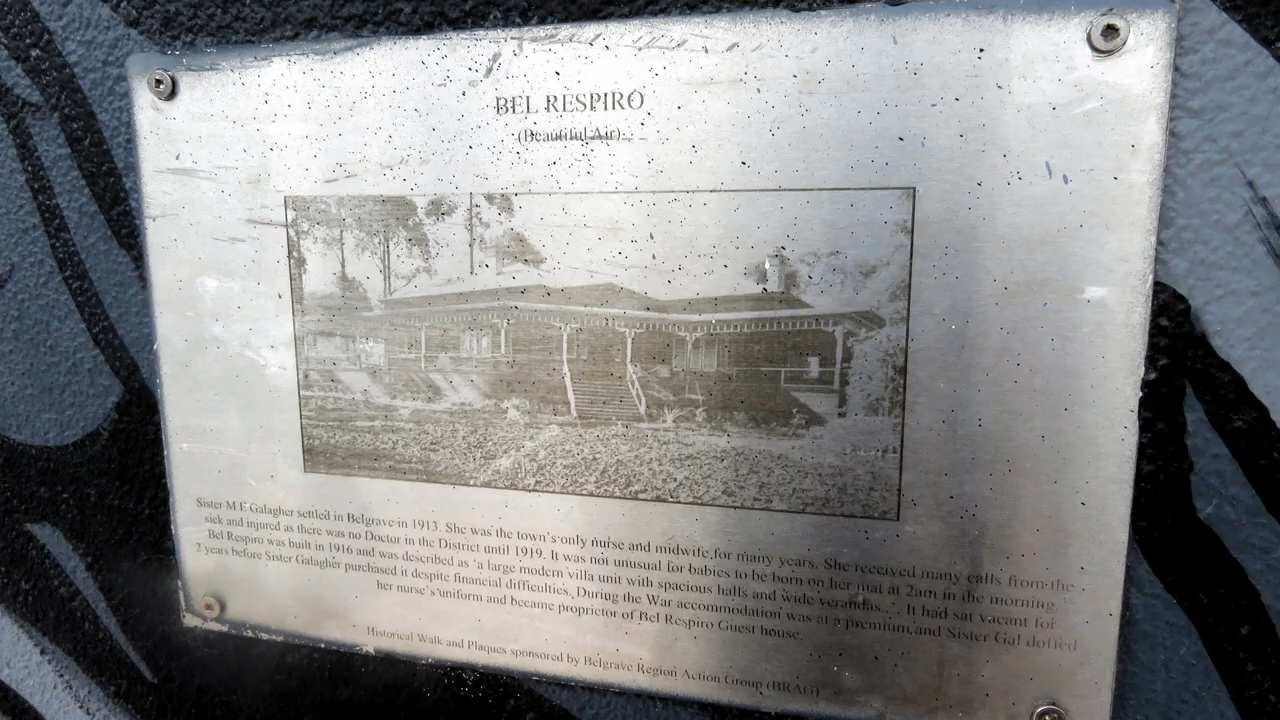 BEL RESPIRO
(Beautiful Air)
Sister M E Galagher settled in Belgrave in 1913. She was the town's only nurse and midwife for many years. She received many calls from the
sick and injured as there was no Doctor in the District until 1919. It was not unusual for babies to be born on her mat at 2am in the morning.
Bel Respiro was built in 1916 and was described as 'a large modern villa unit with spacious halls and wide verandas...'. It had sat vacant for
2 years before Sister Galagher purchased it despite financial difficulties. During the War accommodation was at a premium and Sister Gal doffed
her nurse's uniform and became proprietor of Bel Respiro Guest house.
Historical Walk and Plaques sponsored by Belgrave Region Action Group (BRAG)